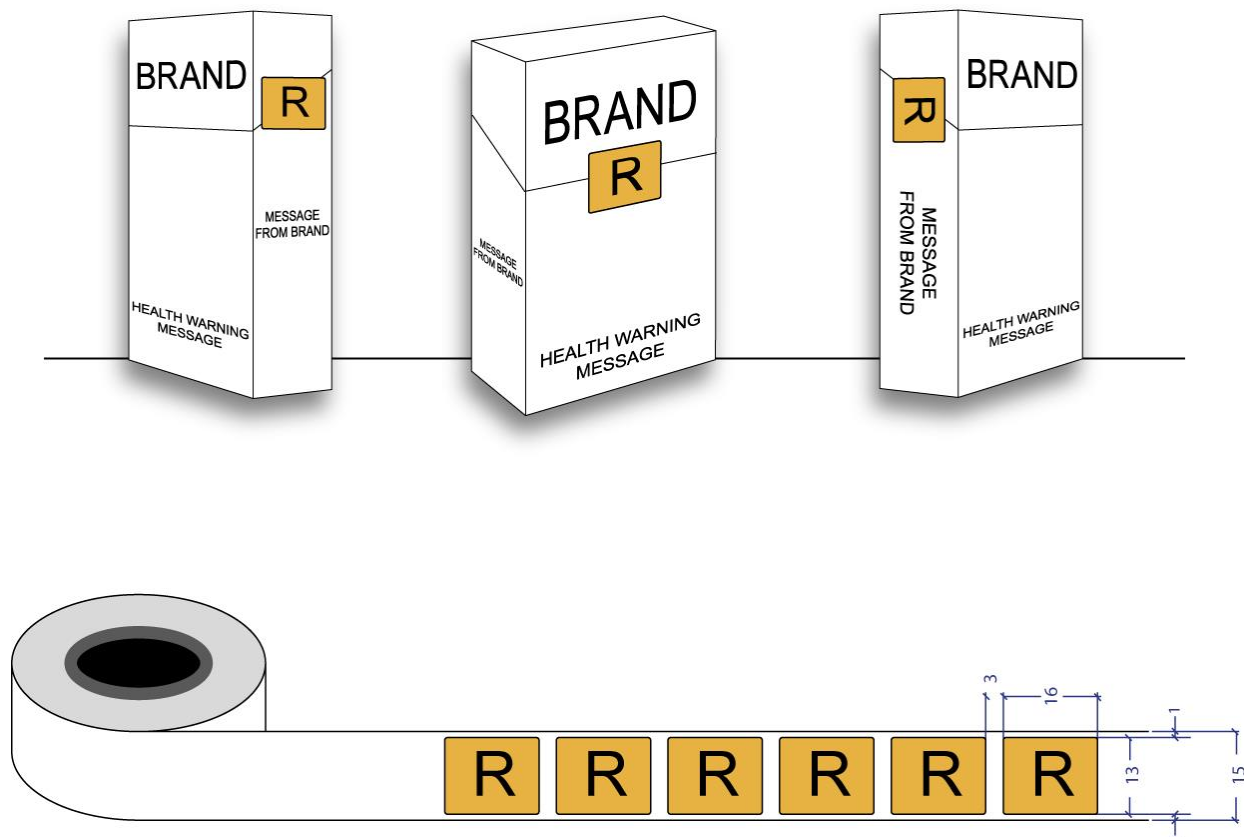 BRAND
R
MESSAGE
FROM BRAND
HEALTH WARNING
MESSAGE
BRAND
R
MESSAGE
FROM BRAND
HEALTH WARNING
MESSAGE
R
BRAND
MESSAGE
FROM BRAND
HEALTH WARNING
MESSAGE
3
16
1
R R R R R R
13
15